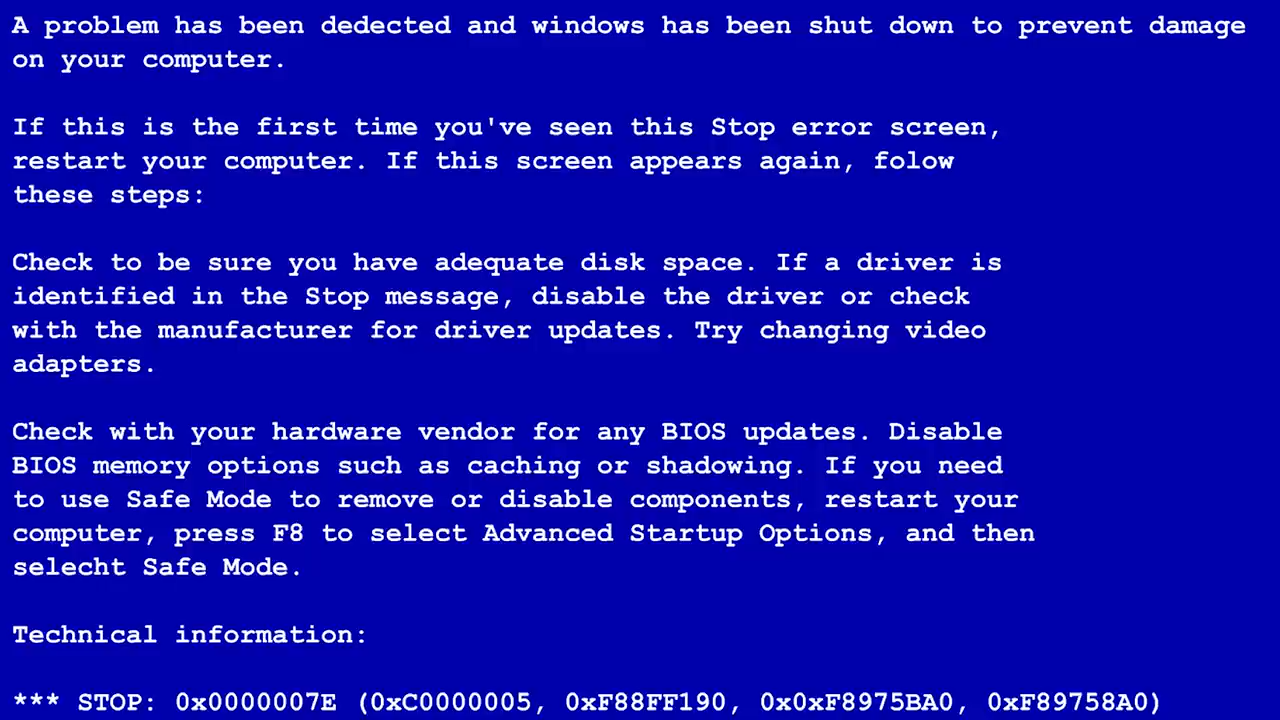 A problem has been dedected and windows has been shut down to prevent damage
on your computer.
If this is the first time you've seen this Stop error screen,
restart your computer. If this screen appears again, folow
these steps:
Check to be sure you have adequate disk space. If a driver is
identified in the Stop message, disable the driver or check
with the manufacturer for driver updates. Try changing video
adapters.
Check with your hardware vendor for any BIOS updates. Disable
BIOS memory options such as caching or shadowing. If you need
to use Safe Mode to remove or disable components, restart your
computer, press F8 to select Advanced Startup Options, and then
selecht Safe Mode.
Technical information:
*** STOP: 0x0000007E (0xC0000005, 0xF88FF190, 0x0xF8975BA0, 0xF89758A0)